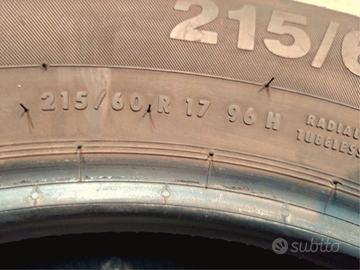 215/6
215/60 R 17 96 H RADIAL
TUBELESS
subito